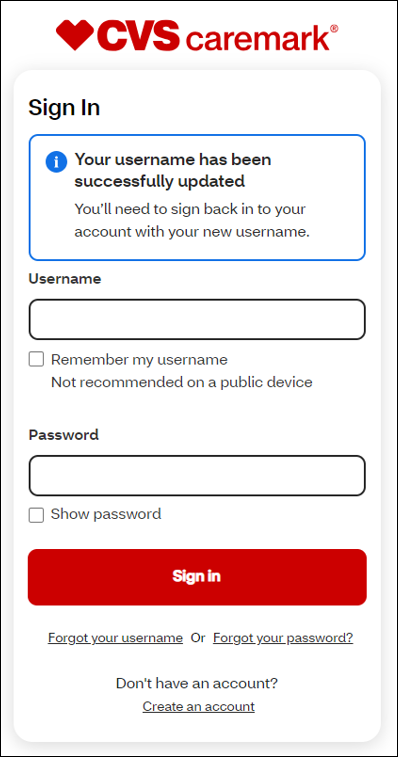 CVS caremark®
Sign In
i Your username has been
successfully updated
You’ll need to sign back in to your
account with your new username.
Username
Remember my username
Not recommended on a public device
Password
Show password
Sign in
Forgot your username Or Forgot your password?
Don't have an account?
Create an account